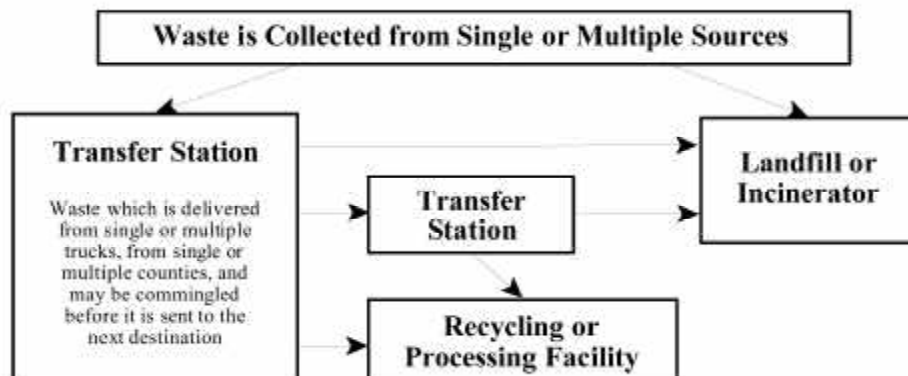 Waste is Collected from Single or Multiple Sources
Transfer Station
Waste which is delivered
from single or multiple
trucks, from single or
multiple counties, and
may be commingled
before it is sent to the
next destination
Transfer
Station
Landfill or
Incinerator
Recycling or
Processing Facility